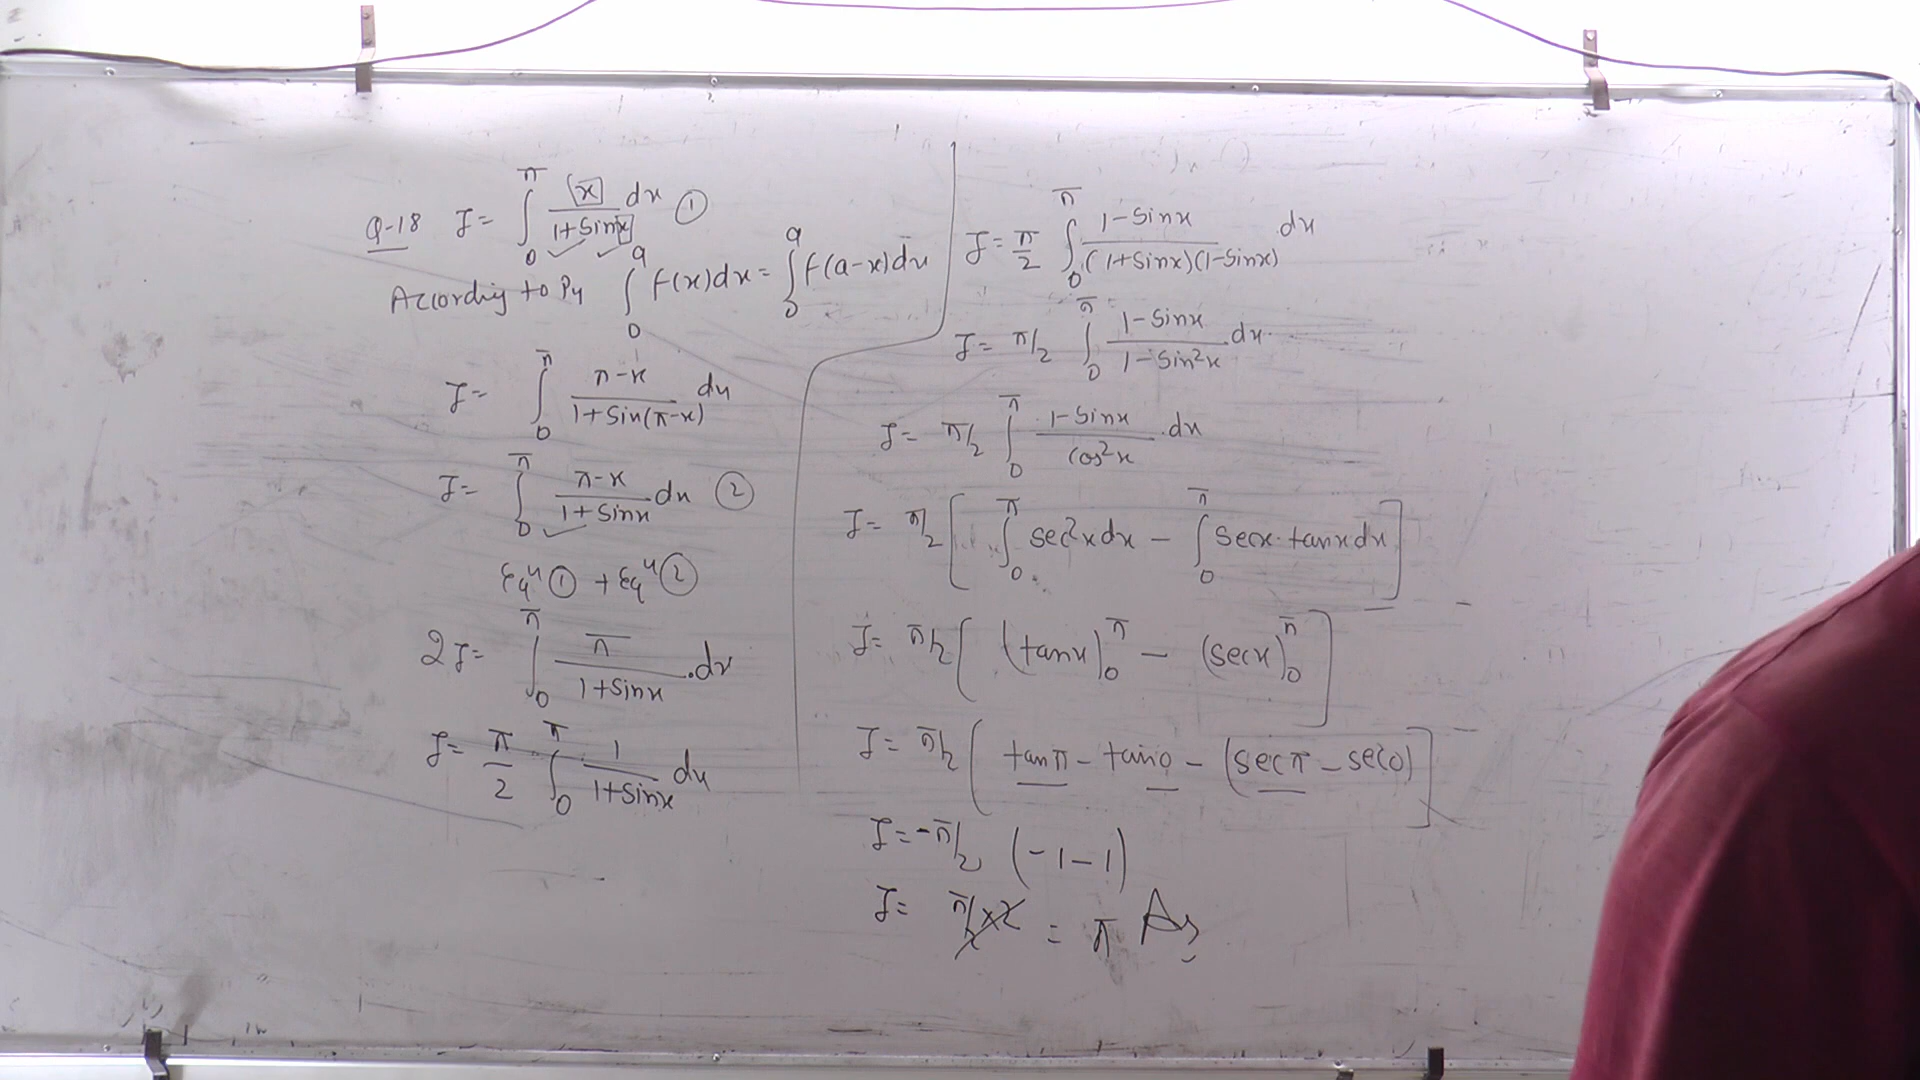 Q-18 I = ∫₀^π x/(1+Sinx) dx ①
According to P4 ∫₀^a f(x)dx = ∫₀^a f(a-x)dx
I = ∫₀^π (π-x)/(1+Sin(π-x)) dx
I = ∫₀^π (π-x)/(1+Sinx) dx ②
Eqⁿ ① + Eqⁿ ②
2I = ∫₀^π π/(1+Sinx) .dx
I = π/2 ∫₀^π 1/(1+Sinx) dx
I = π/2 ∫₀^π (1-Sinx)/((1+Sinx)(1-Sinx)) dx
I = π/2 ∫₀^π (1-Sinx)/(1-Sin²x) .dx
I = π/2 ∫₀^π (1-Sinx)/(Cos²x) .dx
I = π/2 [ ∫₀^π sec²x dx - ∫₀^π secx·tanx dx ]
I = π/2 [ (tanx)₀^π - (secx)₀^π ]
I = π/2 [ tanπ - tan0 - (secπ - sec0) ]
I = -π/2 (-1-1)
I = π/2 × 2 = π As